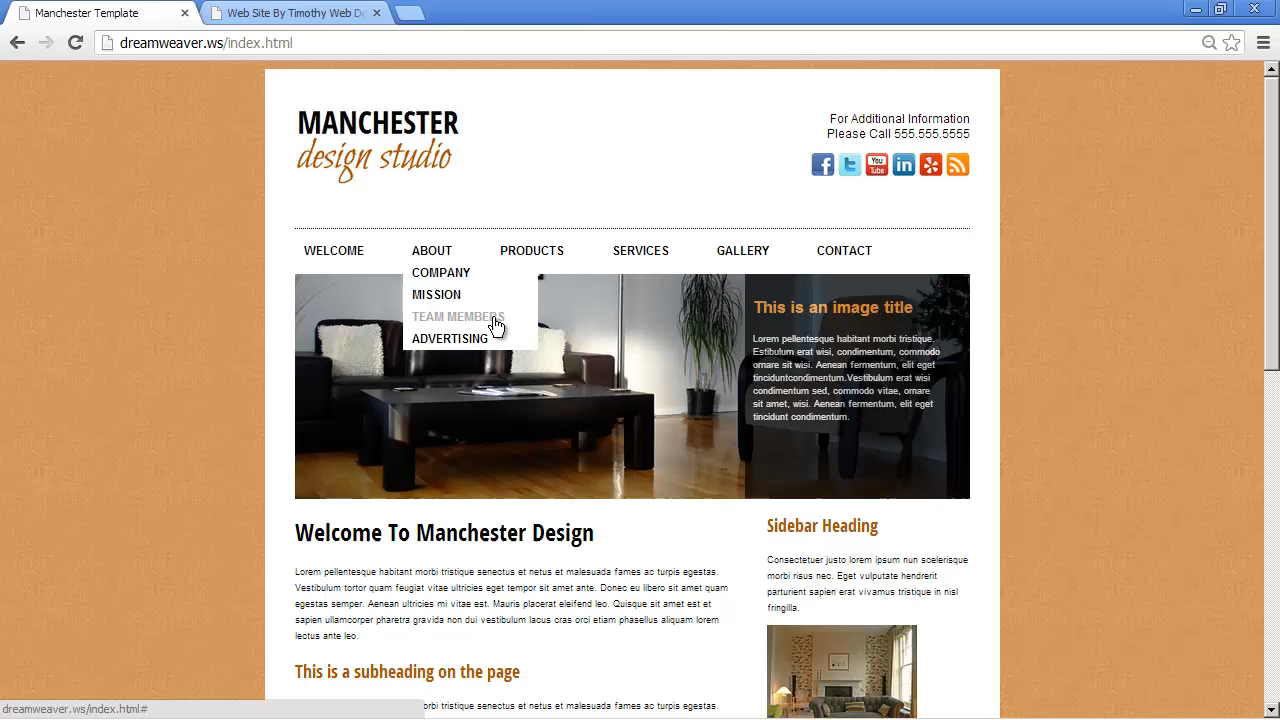 Manchester Template
Web Site By Timothy Web De
dreamweaver.ws/index.html
MANCHESTER
design studio
For Additional Information
Please Call 555.555.5555
You
Tube
in
WELCOME ABOUT PRODUCTS SERVICES GALLERY CONTACT
COMPANY
MISSION
TEAM MEMBERS
ADVERTISING
This is an image title
Lorem pellentesque habitant morbi tristique.
Estibulum erat wisi, condimentum, commodo
ornare sit wisi. Aenean fermentum, elit eget
tinciduntcondimentum.Vestibulum erat wisi
condimentum sed, commodo vitae, ornare
sit amet, wisi. Aenean fermentum, elit eget
tincidunt condimentum.
Welcome To Manchester Design
Lorem pellentesque habitant morbi tristique senectus et netus et malesuada fames ac turpis egestas.
Vestibulum tortor quam feugiat vitae ultricies eget tempor sit amet ante. Donec eu libero sit amet quam
egestas semper. Aenean ultricies mi vitae est. Mauris placerat eleifend leo. Quisque sit amet est et
sapien ullamcorper pharetra gravida non dui vestibulum lacus cras orci etiam phasellus aliquam lorem
lectus ante leo.
This is a subheading on the page
morbi tristique senectus et netus et malesuada fames ac turpis egestas.
Sidebar Heading
Consectetuer justo lorem ipsum nun scelerisque
morbi risus neo. Eget vulputate hendrerit
parturient sapien erat vivamus tristique in nisl
fringilla.
dreamweaver.ws/index.html#